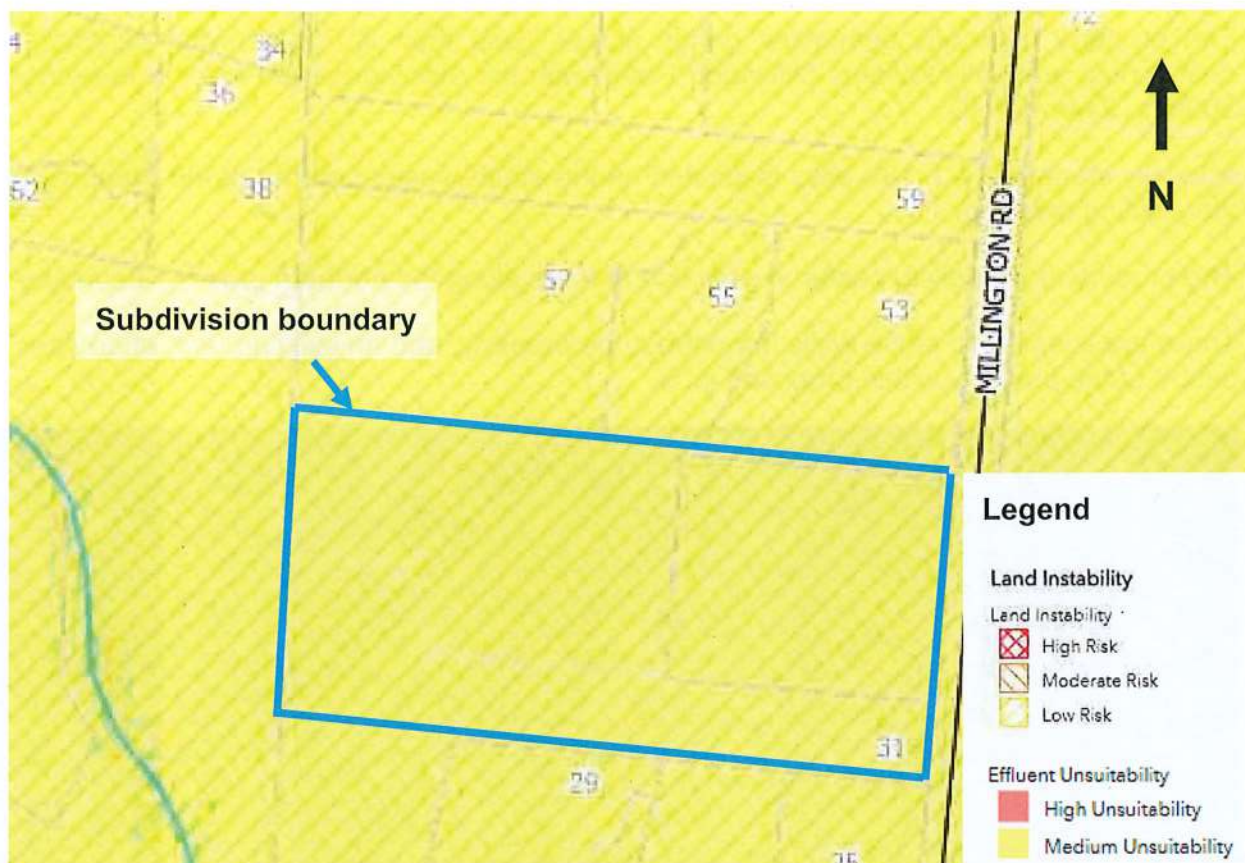 34
36
72
62
38
59
N
MILLINGTON RD
57
55
53
Subdivision boundary
Legend
Land Instability
Land Instability
High Risk
Moderate Risk
Low Risk
31
29
Effluent Unsuitability
High Unsuitability
Medium Unsuitability